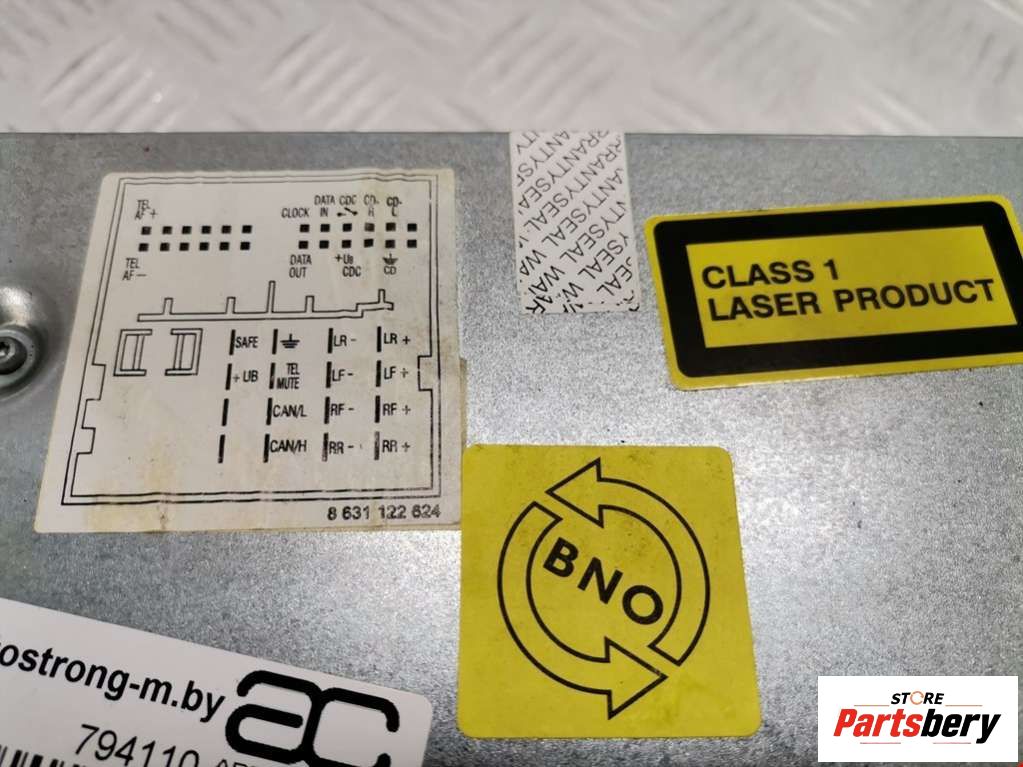 TEL AF +
CLOCK DATA IN CDC CD- R CD- L
TEL AF -
DATA OUT +UB CDC CD
SAFE LR - LR +
+ UB TEL MUTE LF - LF +
CAN/L RF - RF +
CAN/H RR - RR +
8 631 122 624
WARRANTYSEAL
CLASS 1
LASER PRODUCT
BNO
ostrong-m.by
ac
794110
STORE
Partsbery